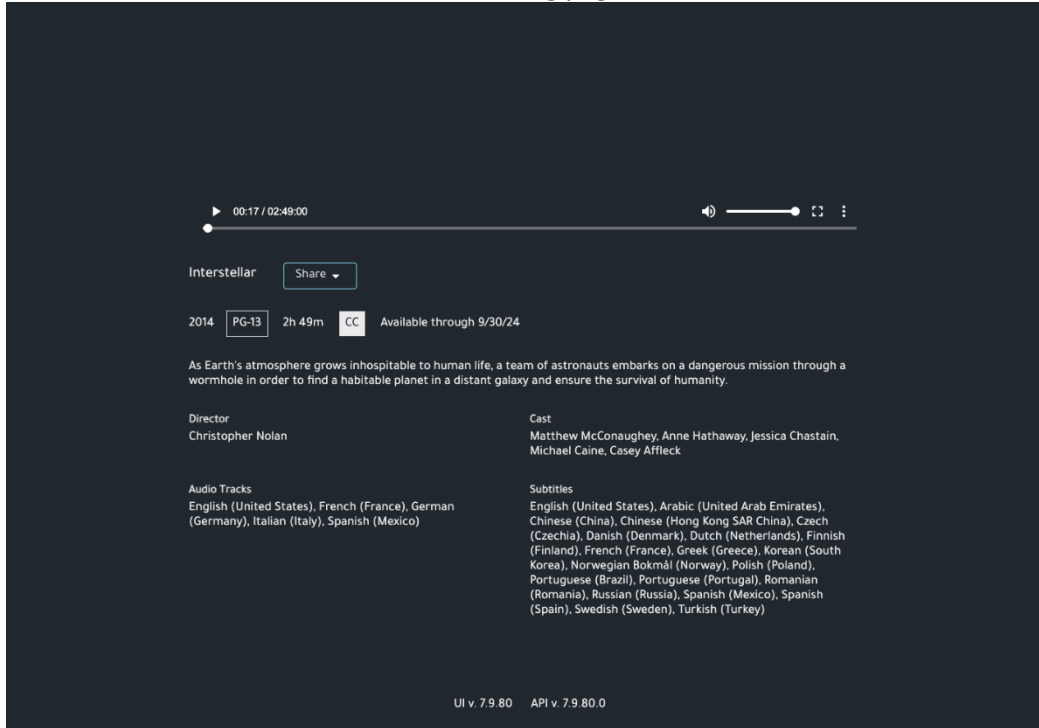 00:17 / 02:49:00
Interstellar
Share
2014 PG-13 2h 49m CC Available through 9/30/24
As Earth's atmosphere grows inhospitable to human life, a team of astronauts embarks on a dangerous mission through a
wormhole in order to find a habitable planet in a distant galaxy and ensure the survival of humanity.
Director
Christopher Nolan
Cast
Matthew McConaughey, Anne Hathaway, Jessica Chastain,
Michael Caine, Casey Affleck
Audio Tracks
English (United States), French (France), German
(Germany), Italian (Italy), Spanish (Mexico)
Subtitles
English (United States), Arabic (United Arab Emirates),
Chinese (China), Chinese (Hong Kong SAR China), Czech
(Czechia), Danish (Denmark), Dutch (Netherlands), Finnish
(Finland), French (France), Greek (Greece), Korean (South
Korea), Norwegian Bokmål (Norway), Polish (Poland),
Portuguese (Brazil), Portuguese (Portugal), Romanian
(Romania), Russian (Russia), Spanish (Mexico), Spanish
(Spain), Swedish (Sweden), Turkish (Turkey)
UI v. 7.9.80 API v. 7.9.80.0